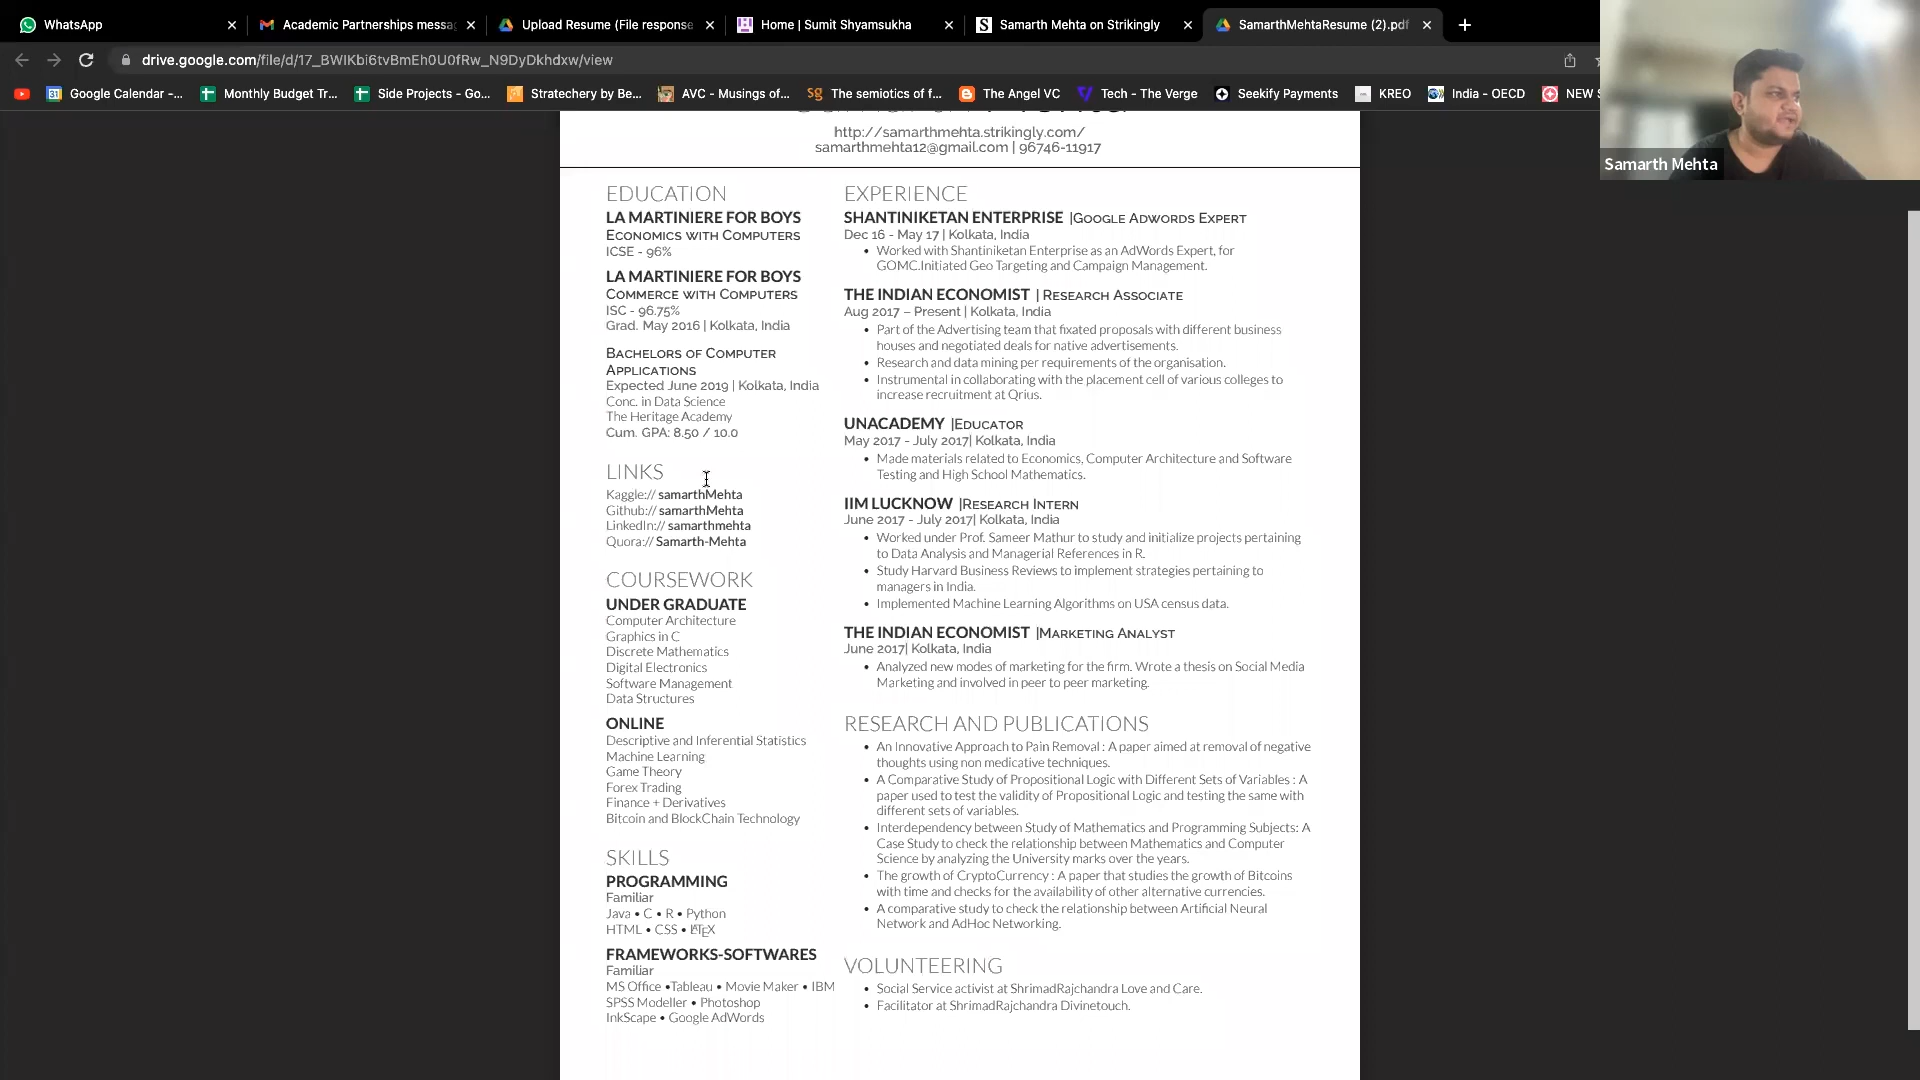 WhatsApp
Academic Partnerships messa
Upload Resume (File response
Home | Sumit Shyamsukha
Samarth Mehta on Strikingly
SamarthMehtaResume (2).pdf
drive.google.com/file/d/17_BWIKbi6tvBmEh0U0fRw_N9DyDkhdxw/view
Google Calendar -...
Monthly Budget Tr...
Side Projects - Go...
Stratechery by Be...
AVC - Musings of...
The semiotics of f...
The Angel VC
Tech - The Verge
Seekify Payments
KREO
India - OECD
NEW S
Samarth Mehta
http://samarthmehta.strikingly.com/
samarthmehta12@gmail.com | 96746-11917
EDUCATION
LA MARTINIERE FOR BOYS
ECONOMICS WITH COMPUTERS
ICSE - 96%
LA MARTINIERE FOR BOYS
COMMERCE WITH COMPUTERS
ISC - 96.75%
Grad. May 2016 | Kolkata, India
BACHELORS OF COMPUTER
APPLICATIONS
Expected June 2019 | Kolkata, India
Conc. in Data Science
The Heritage Academy
Cum. GPA: 8.50 / 10.0
LINKS
Kaggle:// samarthMehta
Github:// samarthMehta
LinkedIn:// samarthmehta
Quora:// Samarth-Mehta
COURSEWORK
UNDER GRADUATE
Computer Architecture
Graphics in C
Discrete Mathematics
Digital Electronics
Software Management
Data Structures
ONLINE
Descriptive and Inferential Statistics
Machine Learning
Game Theory
Forex Trading
Finance + Derivatives
Bitcoin and BlockChain Technology
SKILLS
PROGRAMMING
Familiar
Java • C • R • Python
HTML • CSS • LATEX
FRAMEWORKS-SOFTWARES
Familiar
MS Office •Tableau • Movie Maker • IBM
SPSS Modeller • Photoshop
InkScape • Google AdWords
EXPERIENCE
SHANTINIKETAN ENTERPRISE |GOOGLE ADWORDS EXPERT
Dec 16 - May 17 | Kolkata, India
• Worked with Shantiniketan Enterprise as an AdWords Expert, for
GOMC.Initiated Geo Targeting and Campaign Management.
THE INDIAN ECONOMIST | RESEARCH ASSOCIATE
Aug 2017 – Present | Kolkata, India
• Part of the Advertising team that fixated proposals with different business
houses and negotiated deals for native advertisements.
• Research and data mining per requirements of the organisation.
• Instrumental in collaborating with the placement cell of various colleges to
increase recruitment at Qrius.
UNACADEMY |EDUCATOR
May 2017 - July 2017| Kolkata, India
• Made materials related to Economics, Computer Architecture and Software
Testing and High School Mathematics.
IIM LUCKNOW |RESEARCH INTERN
June 2017 - July 2017| Kolkata, India
• Worked under Prof. Sameer Mathur to study and initialize projects pertaining
to Data Analysis and Managerial References in R.
• Study Harvard Business Reviews to implement strategies pertaining to
managers in India.
• Implemented Machine Learning Algorithms on USA census data.
THE INDIAN ECONOMIST |MARKETING ANALYST
June 2017| Kolkata, India
• Analyzed new modes of marketing for the firm. Wrote a thesis on Social Media
Marketing and involved in peer to peer marketing.
RESEARCH AND PUBLICATIONS
• An Innovative Approach to Pain Removal : A paper aimed at removal of negative
thoughts using non medicative techniques.
• A Comparative Study of Propositional Logic with Different Sets of Variables : A
paper used to test the validity of Propositional Logic and testing the same with
different sets of variables.
• Interdependency between Study of Mathematics and Programming Subjects: A
Case Study to check the relationship between Mathematics and Computer
Science by analyzing the University marks over the years.
• The growth of CryptoCurrency : A paper that studies the growth of Bitcoins
with time and checks for the availability of other alternative currencies.
• A comparative study to check the relationship between Artificial Neural
Network and AdHoc Networking.
VOLUNTEERING
• Social Service activist at ShrimadRajchandra Love and Care.
• Facilitator at ShrimadRajchandra Divinetouch.